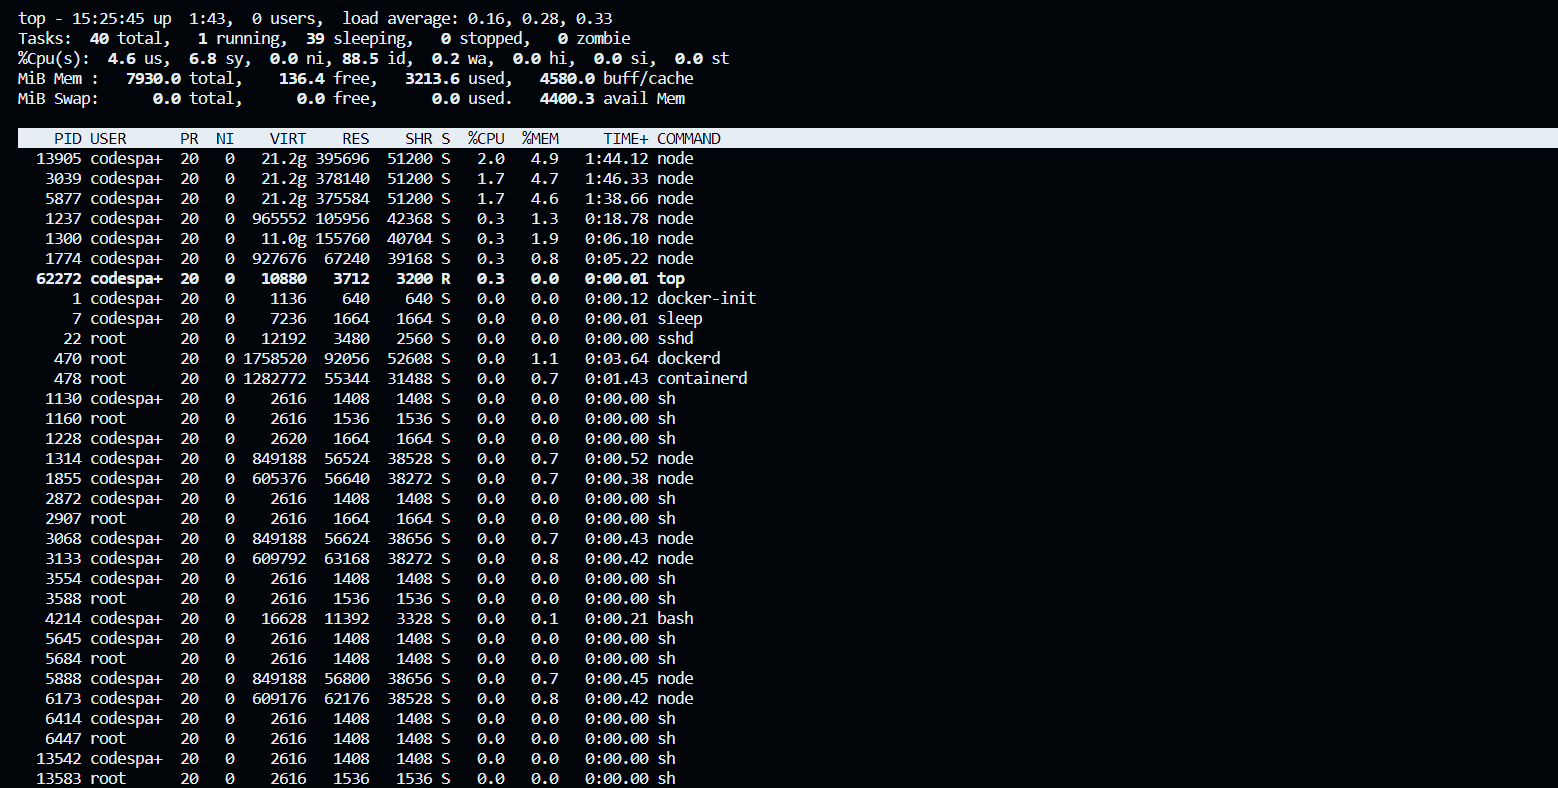 top - 15:25:45 up  1:43,  0 users,  load average: 0.16, 0.28, 0.33
Tasks:  40 total,   1 running,  39 sleeping,   0 stopped,   0 zombie
%Cpu(s):  4.6 us,  6.8 sy,  0.0 ni, 88.5 id,  0.2 wa,  0.0 hi,  0.0 si,  0.0 st
MiB Mem :   7930.0 total,    136.4 free,   3213.6 used,   4580.0 buff/cache
MiB Swap:      0.0 total,      0.0 free,      0.0 used.   4400.3 avail Mem
    PID USER      PR  NI    VIRT    RES    SHR S  %CPU  %MEM     TIME+ COMMAND
  13905 codespa+  20   0   21.2g 395696  51200 S   2.0   4.9   1:44.12 node
   3039 codespa+  20   0   21.2g 378140  51200 S   1.7   4.7   1:46.33 node
   5877 codespa+  20   0   21.2g 375584  51200 S   1.7   4.6   1:38.66 node
   1237 codespa+  20   0  965552 105956  42368 S   0.3   1.3   0:18.78 node
   1300 codespa+  20   0   11.0g 155760  40704 S   0.3   1.9   0:06.10 node
   1774 codespa+  20   0  927676  67240  39168 S   0.3   0.8   0:05.22 node
  62272 codespa+  20   0   10880   3712   3200 R   0.3   0.0   0:00.01 top
      1 codespa+  20   0    1136    640    640 S   0.0   0.0   0:00.12 docker-init
      7 codespa+  20   0    7236   1664   1664 S   0.0   0.0   0:00.01 sleep
     22 root      20   0   12192   3480   2560 S   0.0   0.0   0:00.00 sshd
    470 root      20   0 1758520  92056  52608 S   0.0   1.1   0:03.64 dockerd
    478 root      20   0 1282772  55344  31488 S   0.0   0.7   0:01.43 containerd
   1130 codespa+  20   0    2616   1408   1408 S   0.0   0.0   0:00.00 sh
   1160 root      20   0    2616   1536   1536 S   0.0   0.0   0:00.00 sh
   1228 codespa+  20   0    2620   1664   1664 S   0.0   0.0   0:00.00 sh
   1314 codespa+  20   0  849188  56524  38528 S   0.0   0.7   0:00.52 node
   1855 codespa+  20   0  605376  56640  38272 S   0.0   0.7   0:00.38 node
   2872 codespa+  20   0    2616   1408   1408 S   0.0   0.0   0:00.00 sh
   2907 root      20   0    2616   1664   1664 S   0.0   0.0   0:00.00 sh
   3068 codespa+  20   0  849188  56624  38656 S   0.0   0.7   0:00.43 node
   3133 codespa+  20   0  609792  63168  38272 S   0.0   0.8   0:00.42 node
   3554 codespa+  20   0    2616   1408   1408 S   0.0   0.0   0:00.00 sh
   3588 root      20   0    2616   1536   1536 S   0.0   0.0   0:00.00 sh
   4214 codespa+  20   0   16628  11392   3328 S   0.0   0.1   0:00.21 bash
   5645 codespa+  20   0    2616   1408   1408 S   0.0   0.0   0:00.00 sh
   5684 root      20   0    2616   1408   1408 S   0.0   0.0   0:00.00 sh
   5888 codespa+  20   0  849188  56800  38656 S   0.0   0.7   0:00.45 node
   6173 codespa+  20   0  609176  62176  38528 S   0.0   0.8   0:00.42 node
   6414 codespa+  20   0    2616   1408   1408 S   0.0   0.0   0:00.00 sh
   6447 root      20   0    2616   1408   1408 S   0.0   0.0   0:00.00 sh
  13542 codespa+  20   0    2616   1408   1408 S   0.0   0.0   0:00.00 sh
  13583 root      20   0    2616   1536   1536 S   0.0   0.0   0:00.00 sh